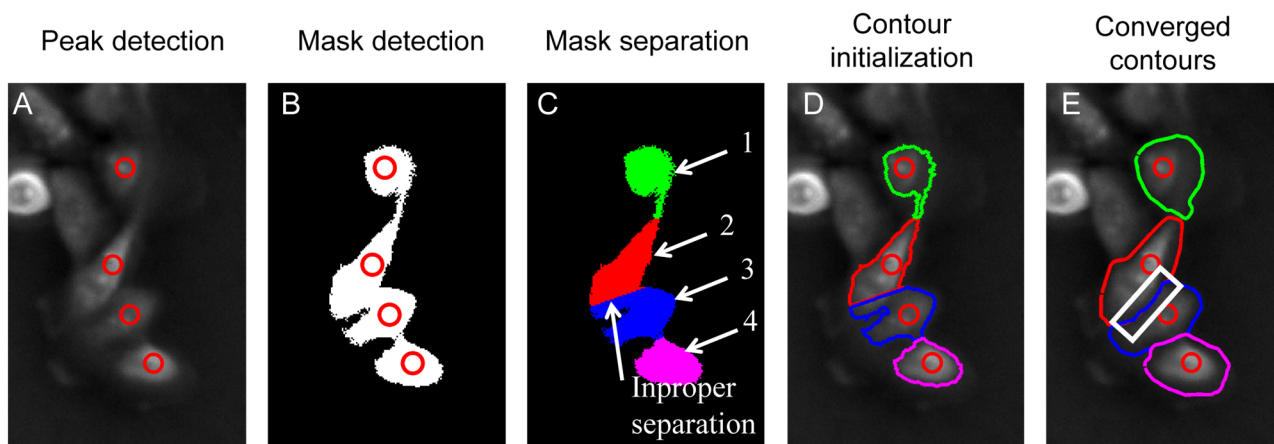 Peak detection
Mask detection
Mask separation
Contour
initialization
Converged
contours
A
B
C
D
E
1
2
3
4
Inproper
separation